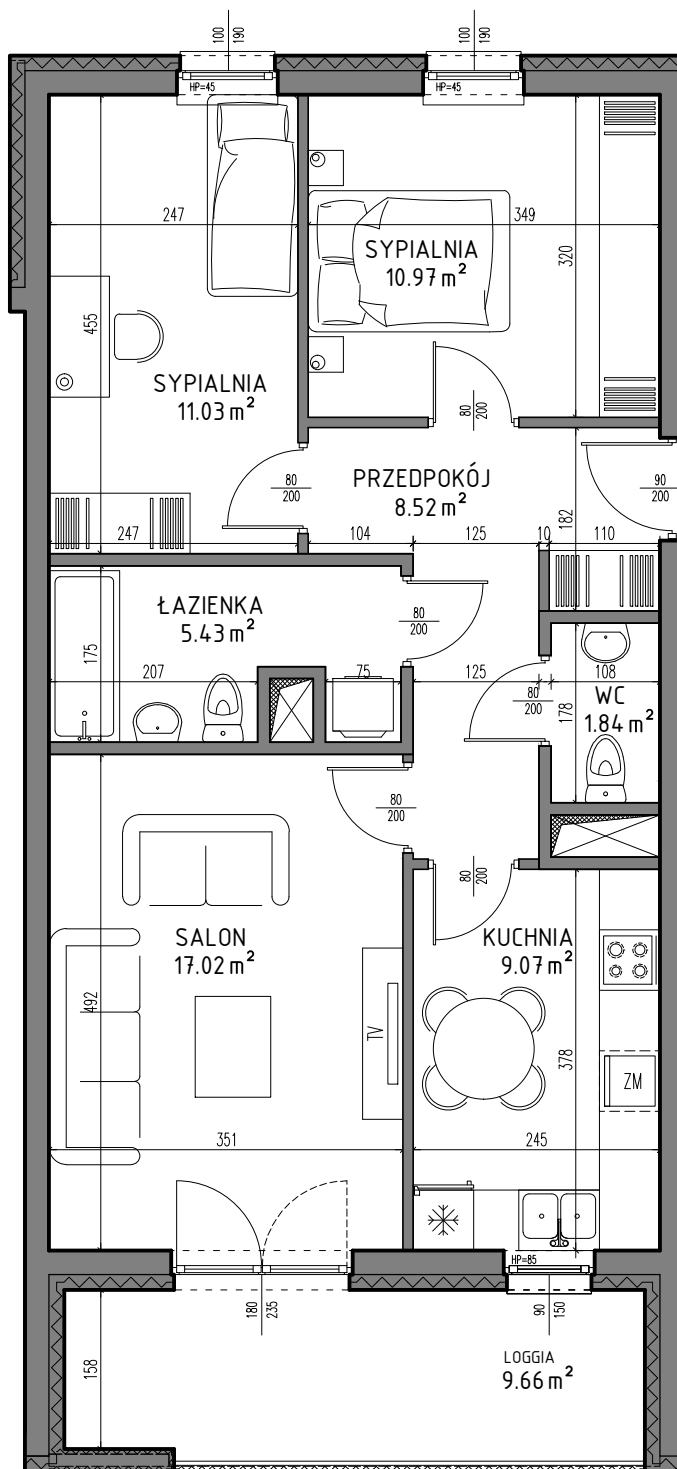 100
190
100
190
HP=45
HP=45
247
349
SYPIALNIA
10.97 m²
320
455
SYPIALNIA
11.03 m²
80
200
80
200
PRZEDPOKÓJ
8.52 m²
90
200
182
247
104
125
10
110
ŁAZIENKA
5.43 m²
80
200
175
207
75
125
108
WC
1.84 m²
80
200
178
80
200
80
200
SALON
17.02 m²
KUCHNIA
9.07 m²
492
TV
378
ZM
351
245
HP=85
180
235
90
150
158
LOGGIA
9.66 m²